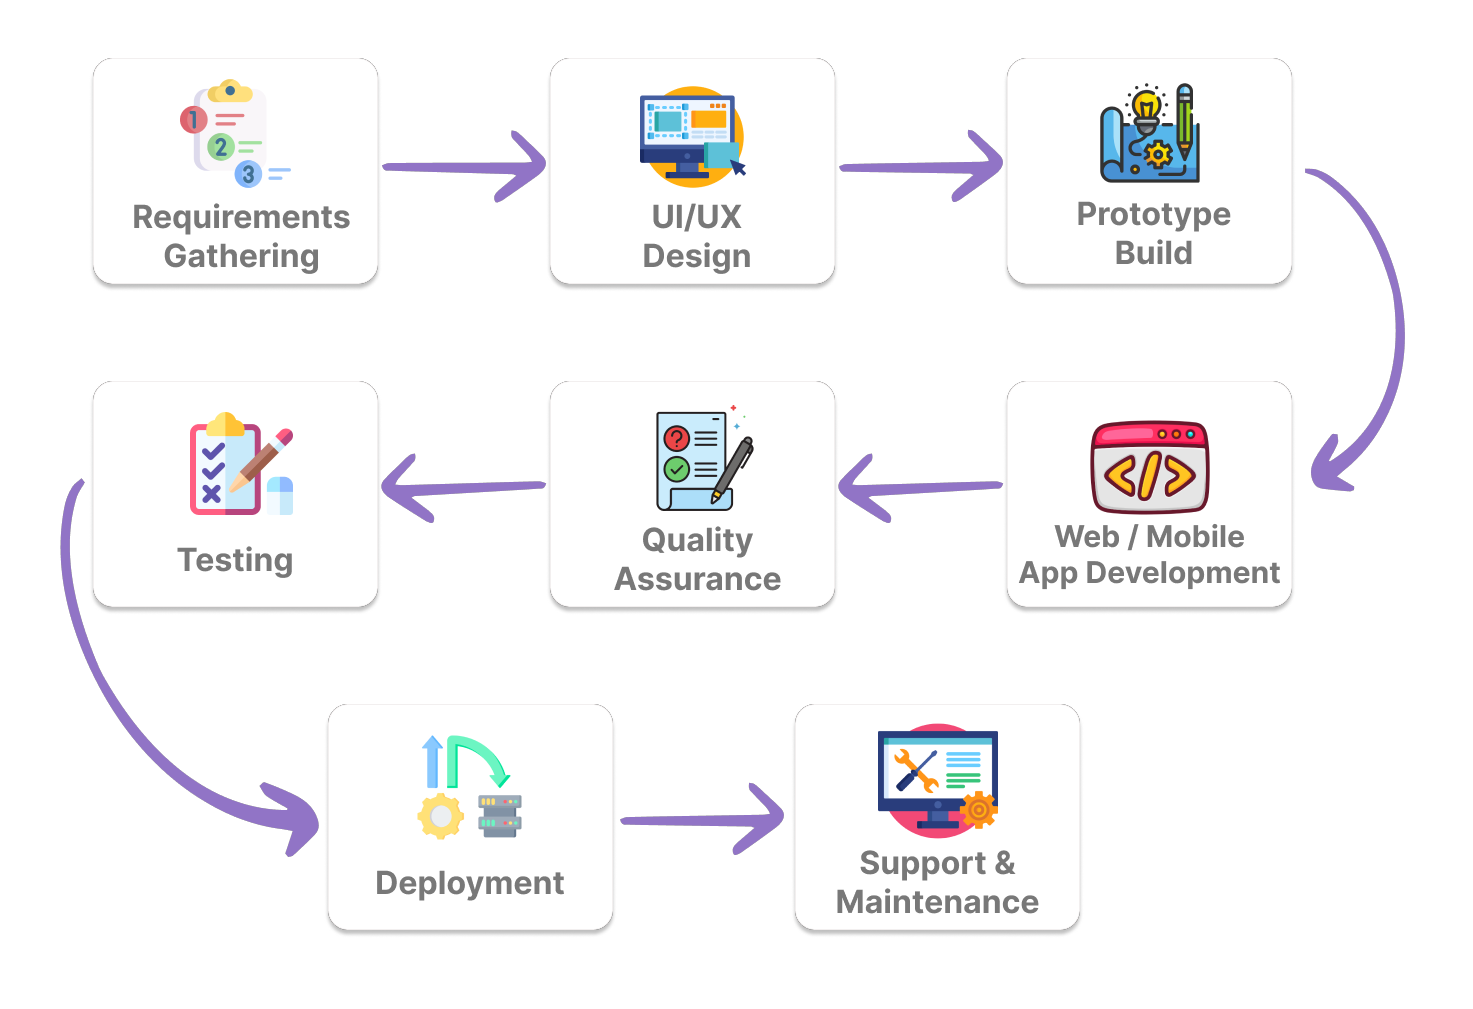 1
2
3
Requirements
Gathering
UI/UX
Design
Prototype
Build
Web / Mobile
App Development
?
</>
Quality
Assurance
Testing
Deployment
Support &
Maintenance